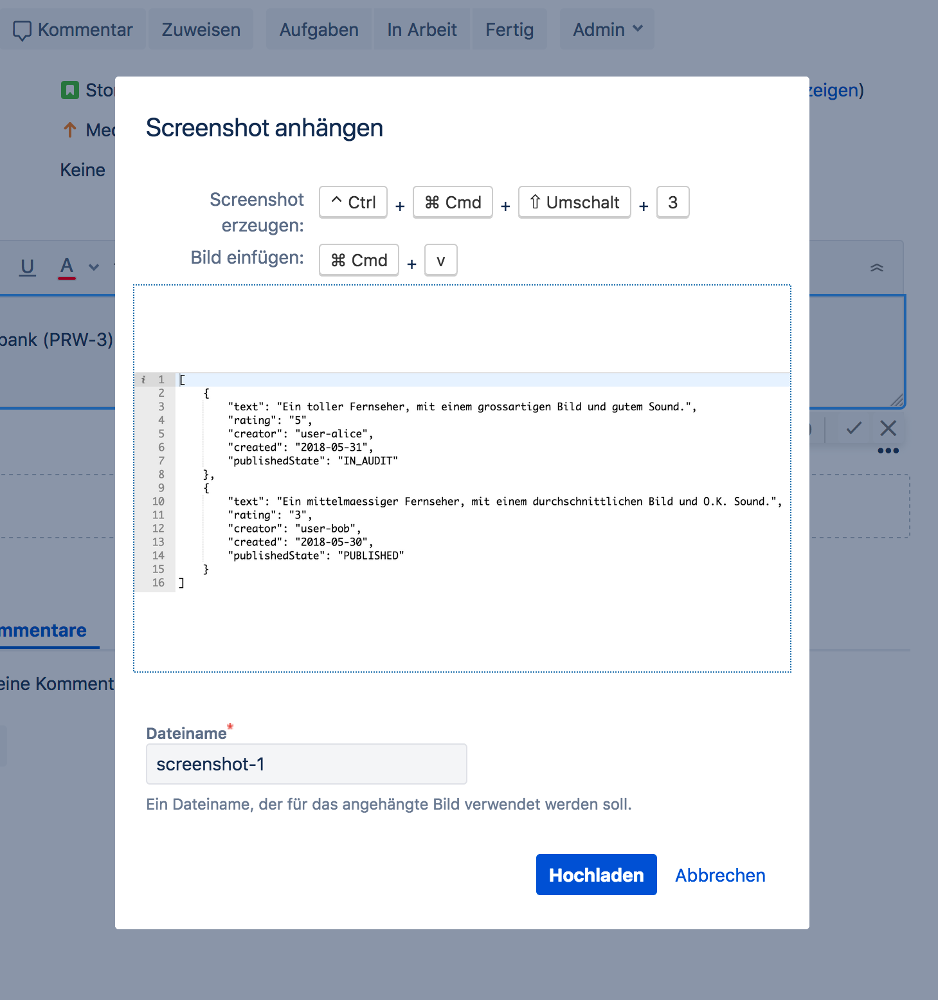 Kommentar Zuweisen Aufgaben In Arbeit Fertig Admin
zeigen)
Keine
Screenshot anhängen
Screenshot erzeugen: ^ Ctrl + ⌘ Cmd + ⇧ Umschalt + 3
Bild einfügen: ⌘ Cmd + v
U A
bank (PRW-3)
i 1 [
2 {
3 "text": "Ein toller Fernseher, mit einem grossartigen Bild und gutem Sound.",
4 "rating": "5",
5 "creator": "user-alice",
6 "created": "2018-05-31",
7 "publishedState": "IN_AUDIT"
8 },
9 {
10 "text": "Ein mittelmaessiger Fernseher, mit einem durchschnittlichen Bild und O.K. Sound.",
11 "rating": "3",
12 "creator": "user-bob",
13 "created": "2018-05-30",
14 "publishedState": "PUBLISHED"
15 }
16 ]
mmentare
eine Komment
Dateiname*
screenshot-1
Ein Dateiname, der für das angehängte Bild verwendet werden soll.
Hochladen Abbrechen